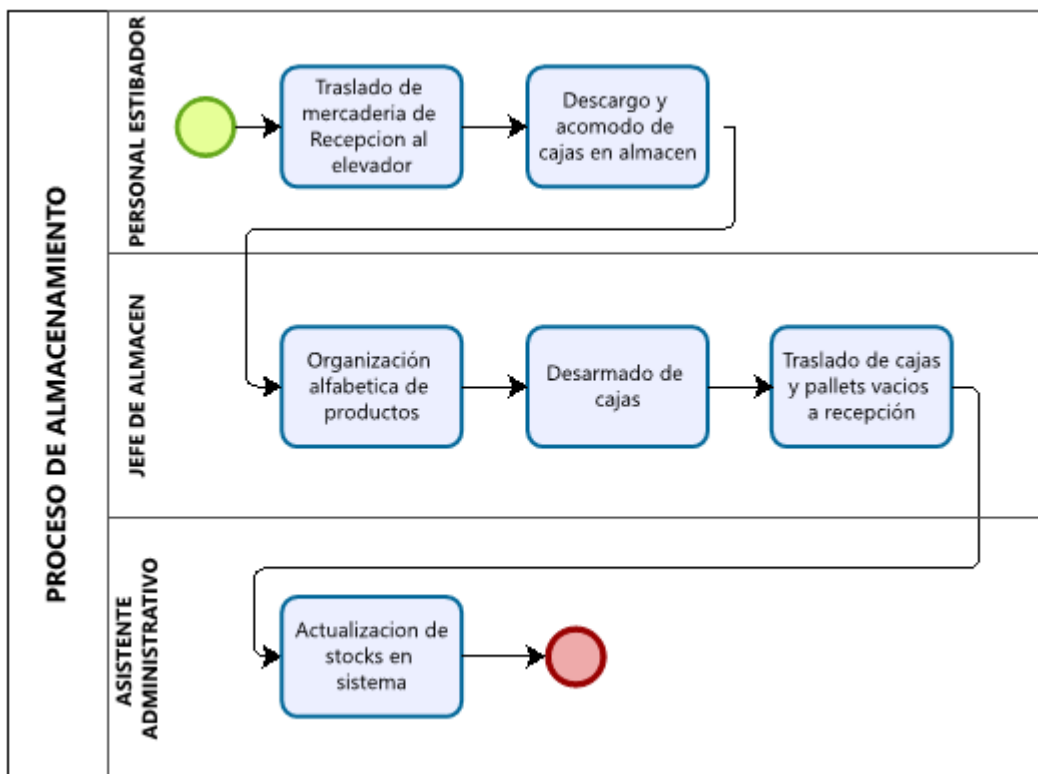 PROCESO DE ALMACENAMIENTO
PERSONAL ESTIBADOR
Traslado de
mercadería de
Recepcion al
elevador
Descargo y
acomodo de
cajas en almacen
JEFE DE ALMACEN
Organización
alfabetica de
productos
Desarmado de
cajas
Traslado de cajas
y pallets vacios
a recepción
ASISTENTE
ADMINISTRATIVO
Actualizacion de
stocks en
sistema